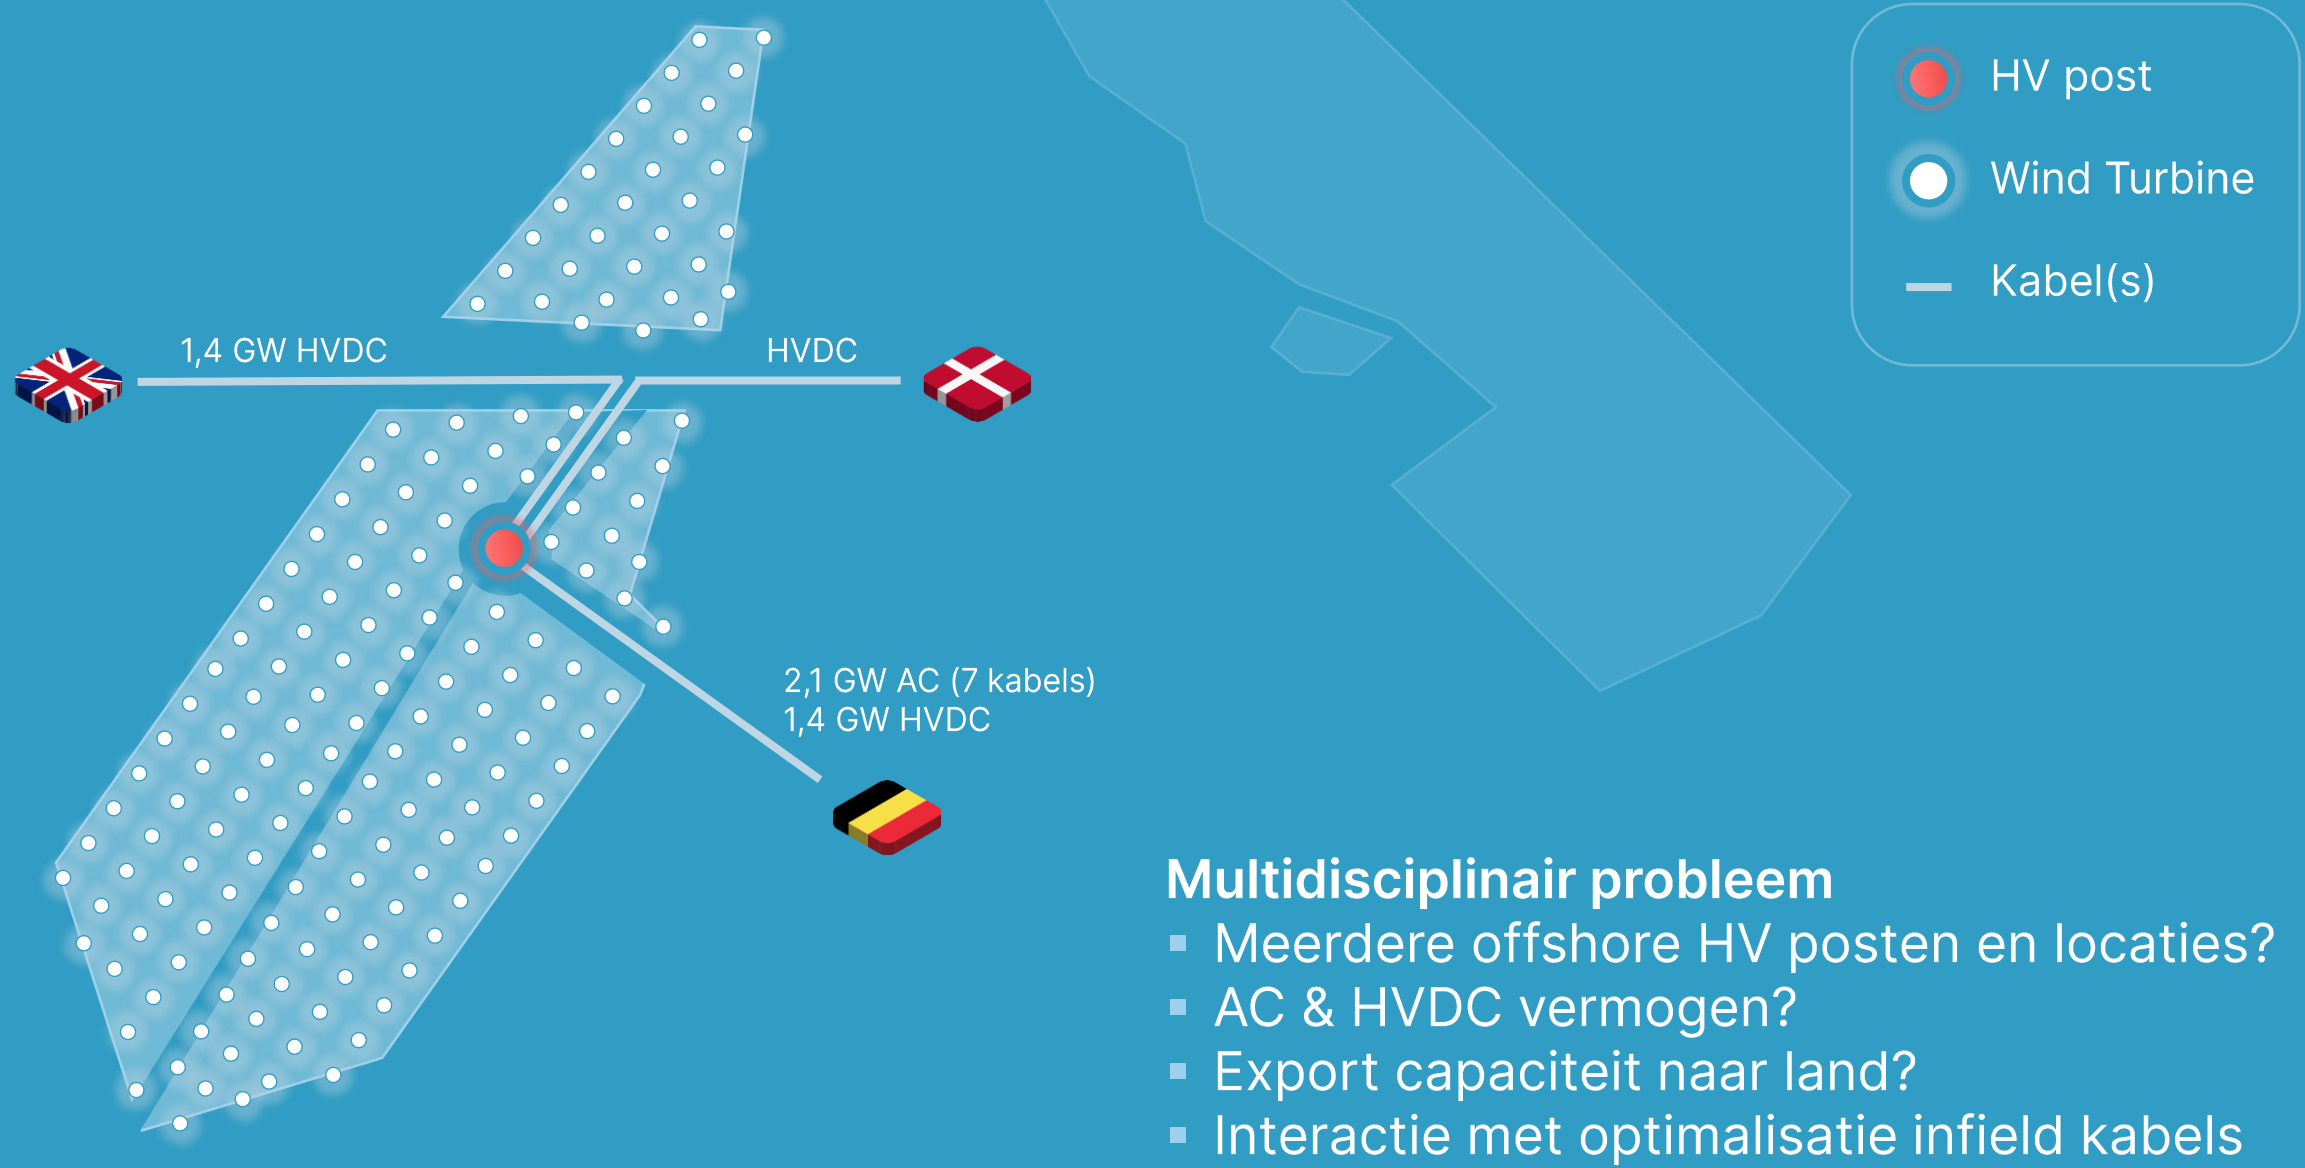 HV post
Wind Turbine
Kabel(s)
1,4 GW HVDC
HVDC
2,1 GW AC (7 kabels)
1,4 GW HVDC
Multidisciplinair probleem
▪ Meerdere offshore HV posten en locaties?
▪ AC & HVDC vermogen?
▪ Export capaciteit naar land?
▪ Interactie met optimalisatie infield kabels